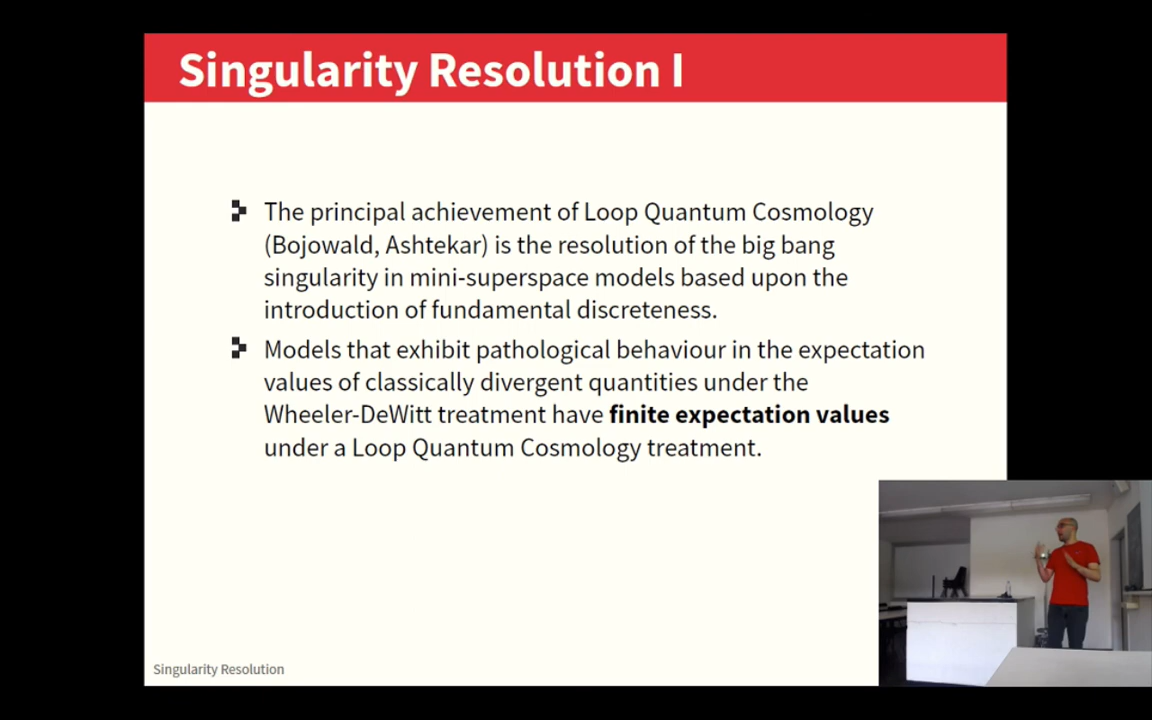 Singularity Resolution I
The principal achievement of Loop Quantum Cosmology
(Bojowald, Ashtekar) is the resolution of the big bang
singularity in mini-superspace models based upon the
introduction of fundamental discreteness.
Models that exhibit pathological behaviour in the expectation
values of classically divergent quantities under the
Wheeler-DeWitt treatment have finite expectation values
under a Loop Quantum Cosmology treatment.
Singularity Resolution